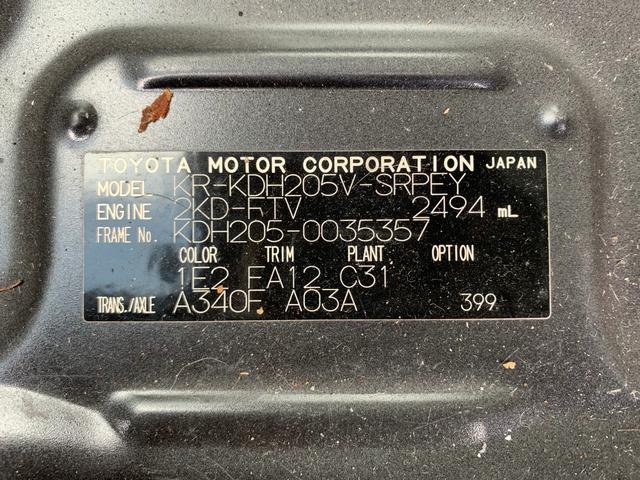 TOYOTA MOTOR CORPORATION JAPAN
MODEL KR-KDH205V-SRPEY
ENGINE 2KD-FTV 2494 mL
FRAME No. KDH205-0035357
COLOR TRIM PLANT OPTION
1E2 FA12 C31
TRANS./AXLE A340F A03A 399